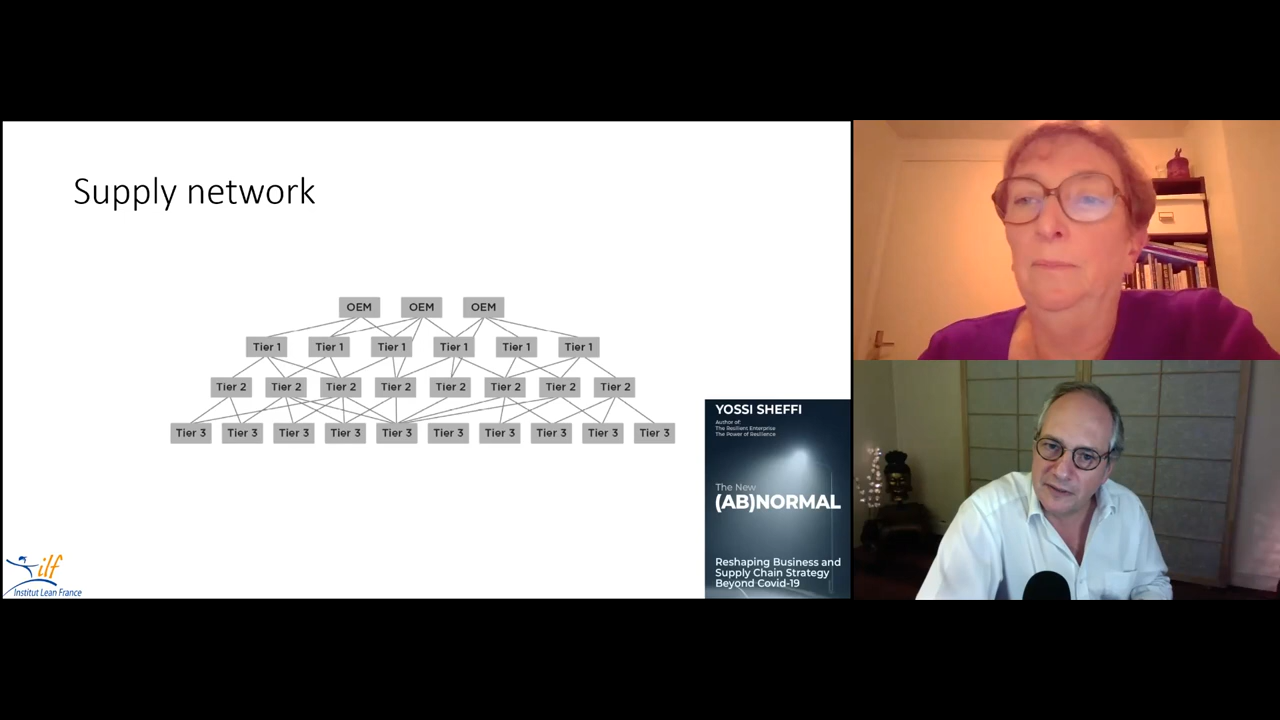 Supply network
OEM OEM OEM
Tier 1 Tier 1 Tier 1 Tier 1 Tier 1 Tier 1
Tier 2 Tier 2 Tier 2 Tier 2 Tier 2 Tier 2 Tier 2 Tier 2
Tier 3 Tier 3 Tier 3 Tier 3 Tier 3 Tier 3 Tier 3 Tier 3 Tier 3 Tier 3
YOSSI SHEFFI
Author of:
The Resilient Enterprise
The Power of Resilience
The New
(AB)NORMAL
Reshaping Business and
Supply Chain Strategy
Beyond Covid-19
ilf
Institut Lean France